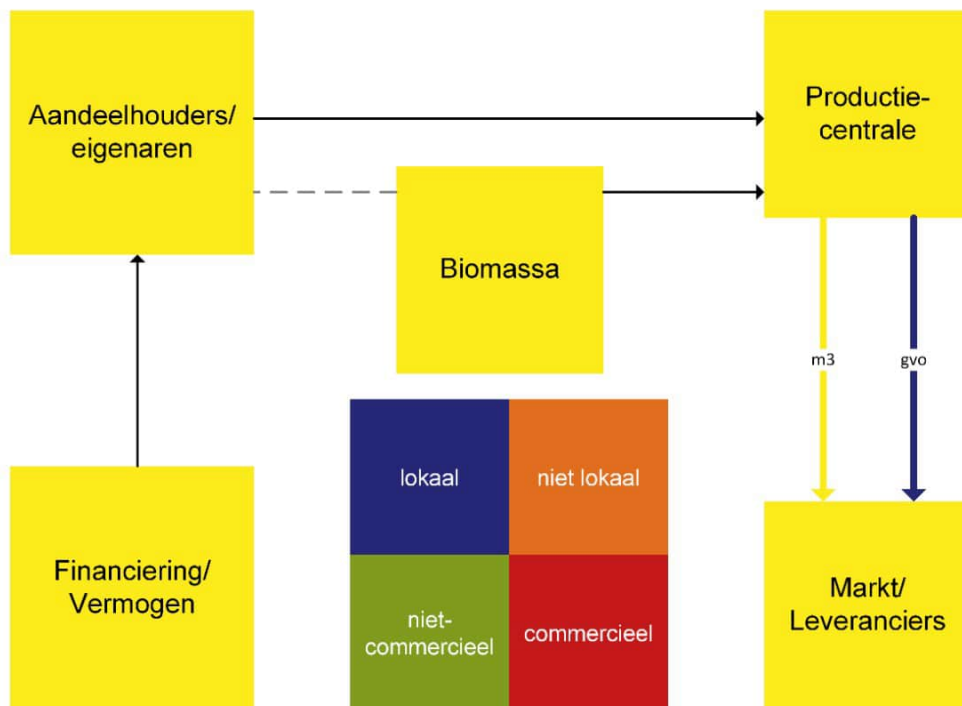 Aandeelhouders/
eigenaren
Productie-
centrale
Biomassa
m3
gvo
lokaal
niet lokaal
niet-
commercieel
commercieel
Financiering/
Vermogen
Markt/
Leveranciers